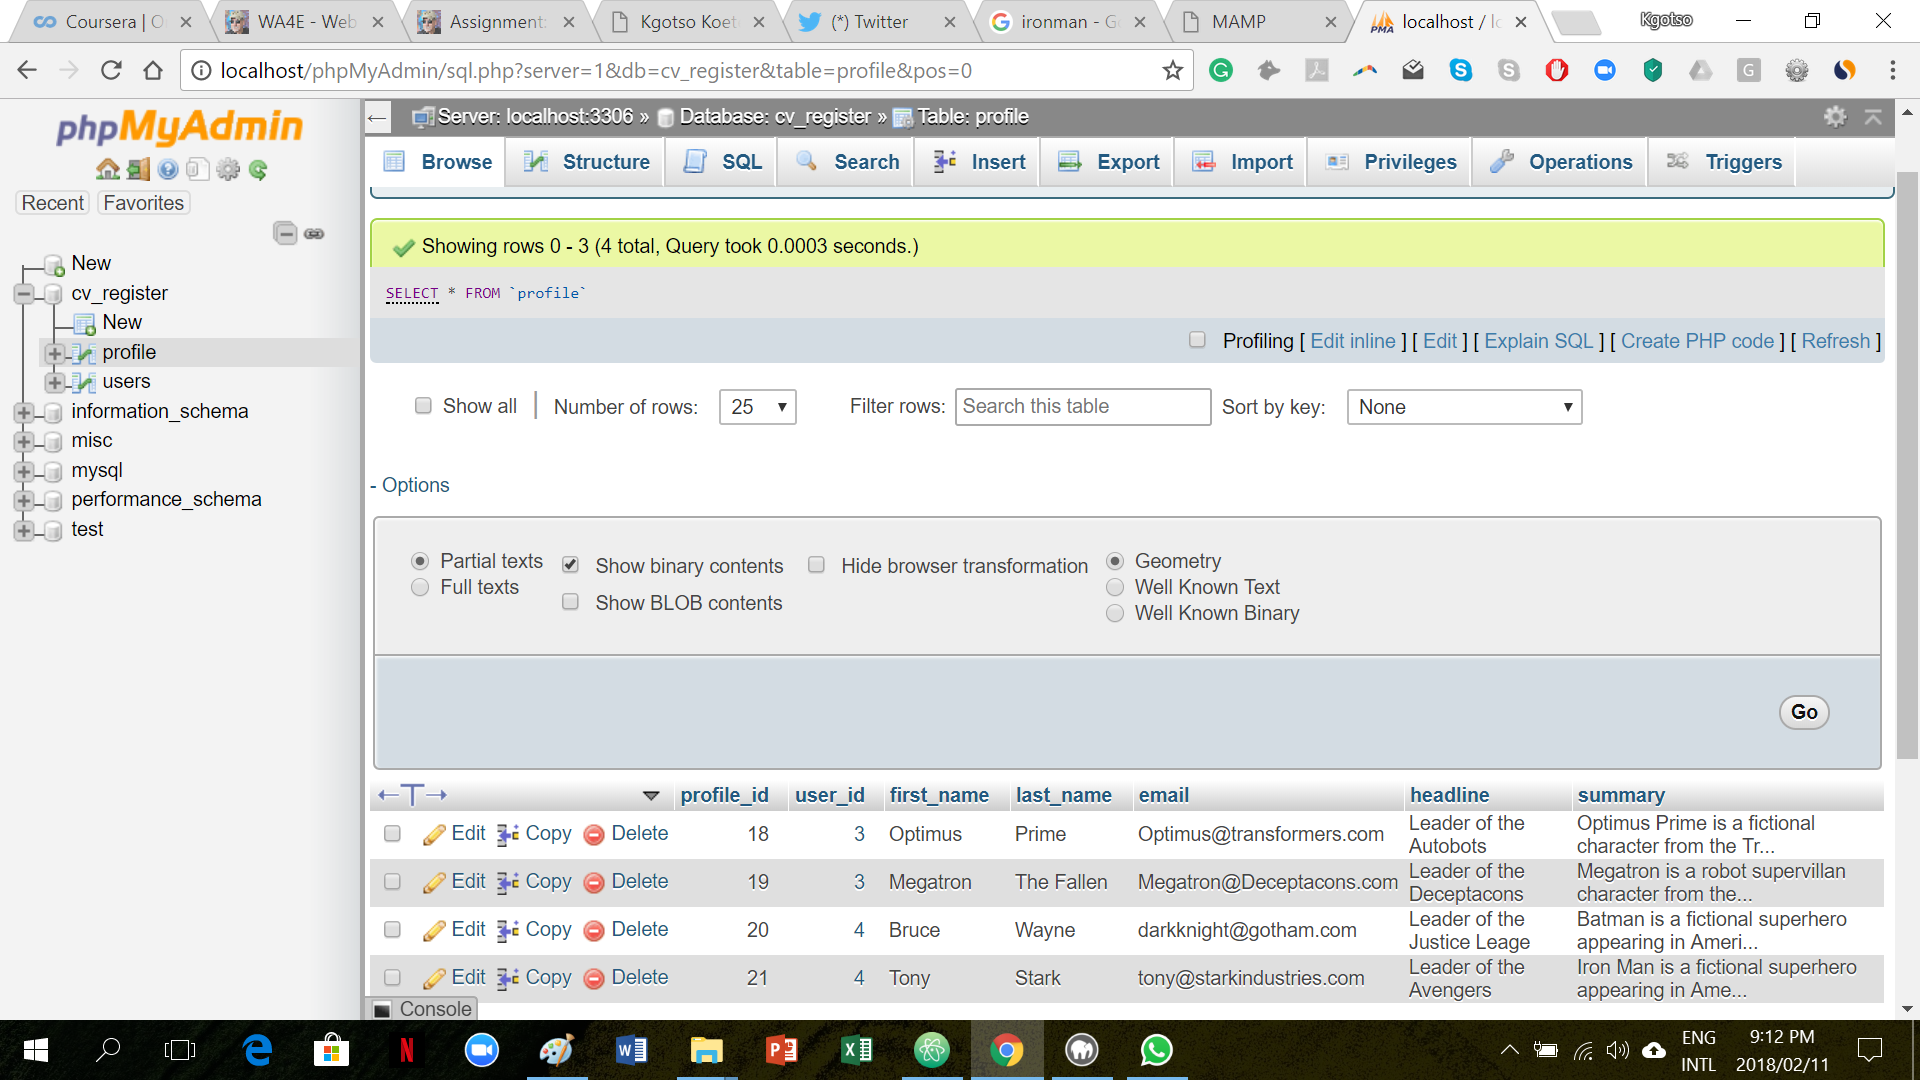 Coursera | O
WA4E - Web
Assignment:
Kgotso Koet
(*) Twitter
ironman - G
MAMP
localhost / lo
Kgotso
localhost/phpMyAdmin/sql.php?server=1&db=cv_register&table=profile&pos=0
phpMyAdmin
Recent
Favorites
New
cv_register
New
profile
users
information_schema
misc
mysql
performance_schema
test
Server: localhost:3306 » Database: cv_register » Table: profile
Browse
Structure
SQL
Search
Insert
Export
Import
Privileges
Operations
Triggers
Showing rows 0 - 3 (4 total, Query took 0.0003 seconds.)
SELECT * FROM `profile`
Profiling [ Edit inline ] [ Edit ] [ Explain SQL ] [ Create PHP code ] [ Refresh ]
Show all
Number of rows:
25
Filter rows:
Search this table
Sort by key:
None
- Options
Partial texts
Full texts
Show binary contents
Show BLOB contents
Hide browser transformation
Geometry
Well Known Text
Well Known Binary
Go
profile_id user_id first_name last_name email headline summary
Edit Copy Delete 18 3 Optimus Prime Optimus@transformers.com
Leader of the
Autobots
Optimus Prime is a fictional
character from the Tr...
Edit Copy Delete 19 3 Megatron The Fallen Megatron@Deceptacons.com
Leader of the
Deceptacons
Megatron is a robot supervillan
character from the...
Edit Copy Delete 20 4 Bruce Wayne darkknight@gotham.com
Leader of the
Justice Leage
Batman is a fictional superhero
appearing in Ameri...
Edit Copy Delete 21 4 Tony Stark tony@starkindustries.com
Leader of the
Avengers
Iron Man is a fictional superhero
appearing in Ame...
Console
ENG
INTL
9:12 PM
2018/02/11